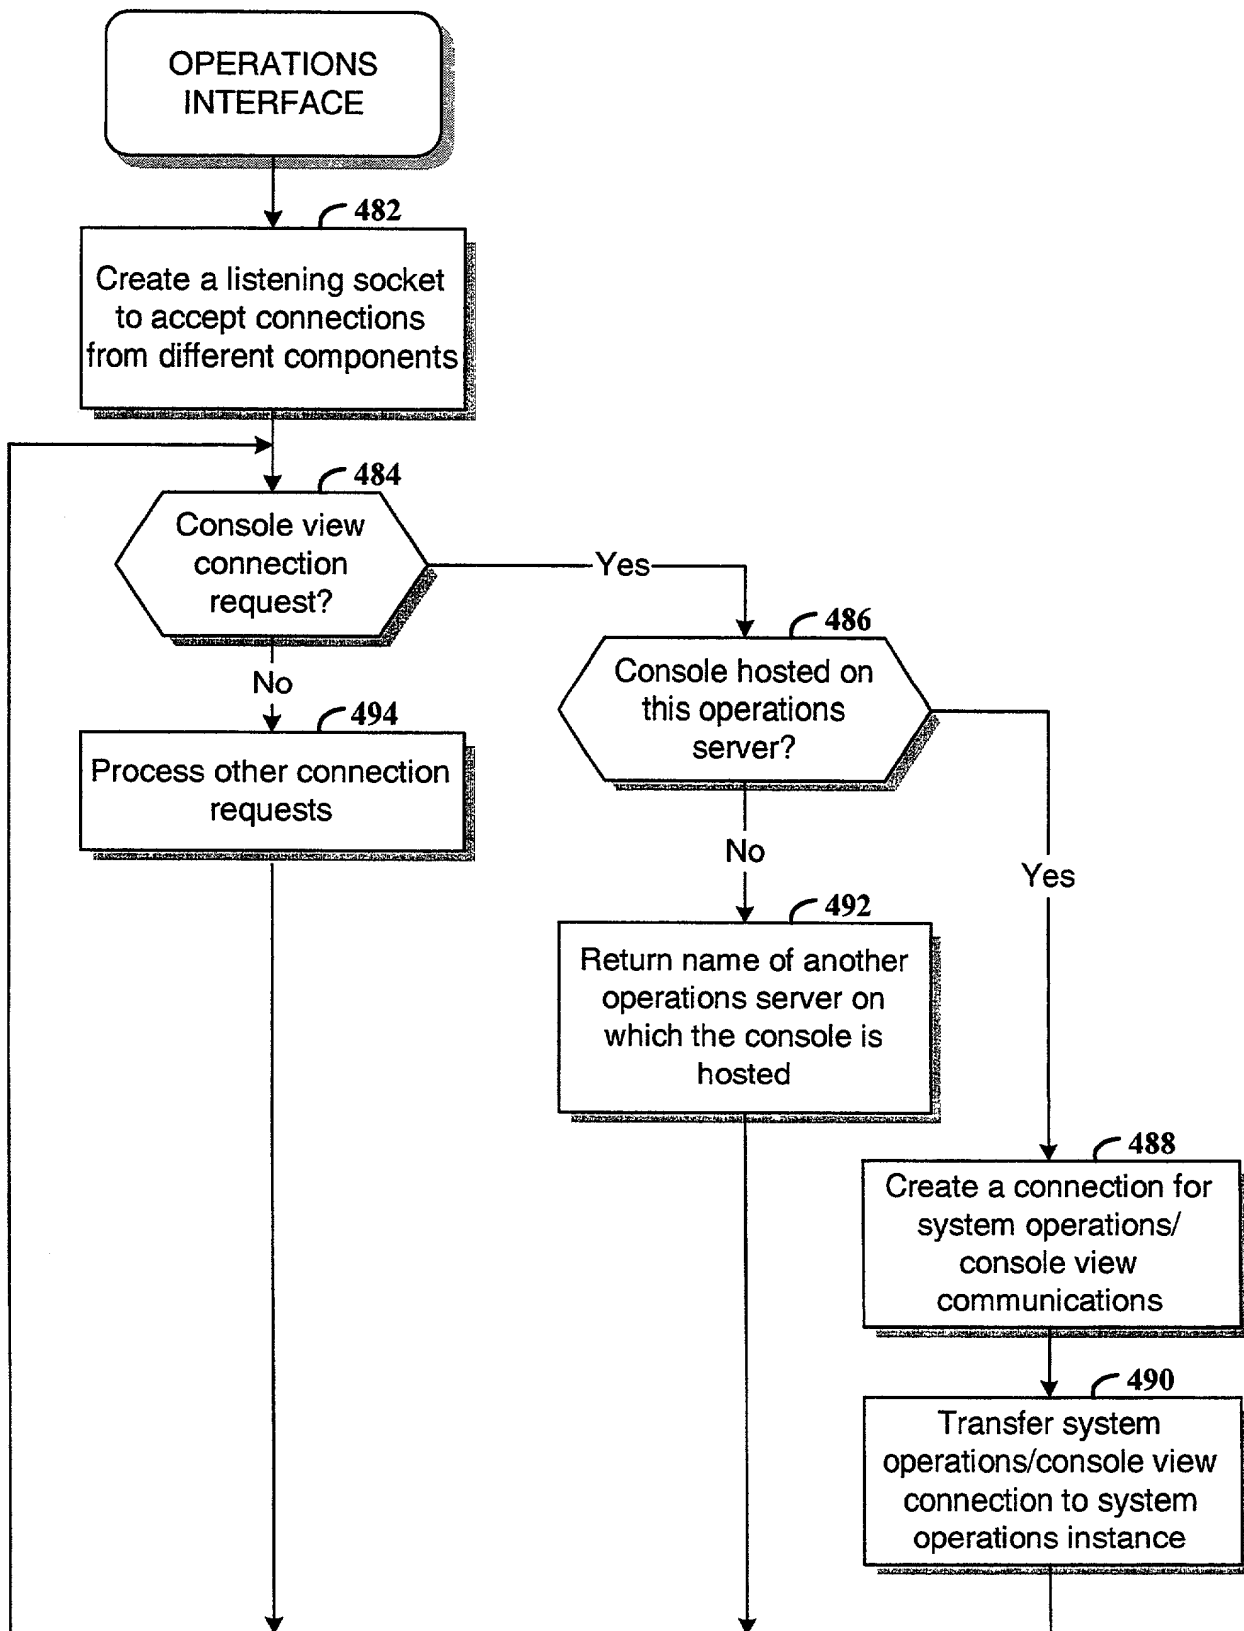 OPERATIONS
INTERFACE
482
Create a listening socket
to accept connections
from different components
484
Console view
connection
request?
Yes
No
486
Console hosted on
this operations
server?
494
Process other connection
requests
No
Yes
492
Return name of another
operations server on
which the console is
hosted
488
Create a connection for
system operations/
console view
communications
490
Transfer system
operations/console view
connection to system
operations instance